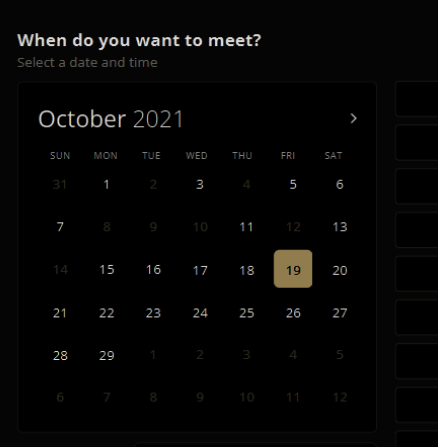 When do you want to meet?
Select a date and time
October 2021
SUN MON TUE WED THU FRI SAT
31 1 2 3 4 5 6
7 8 9 10 11 12 13
14 15 16 17 18 19 20
21 22 23 24 25 26 27
28 29 1 2 3 4 5
6 7 8 9 10 11 12